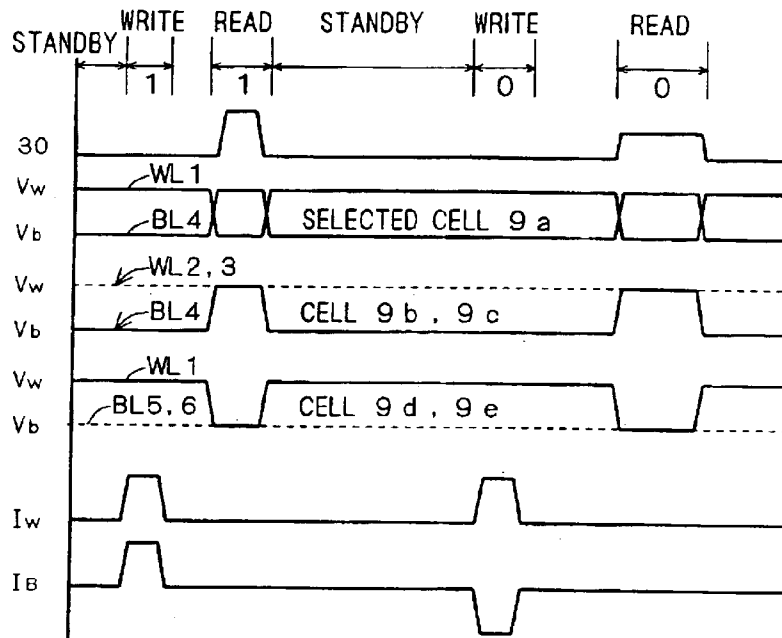 WRITE READ STANDBY WRITE READ
STANDBY
1 1 0 0
30
Vw WL1
Vb BL4 SELECTED CELL 9a
Vw WL2,3
Vb BL4 CELL 9b, 9c
Vw WL1
Vb BL5,6 CELL 9d, 9e
Iw
IB